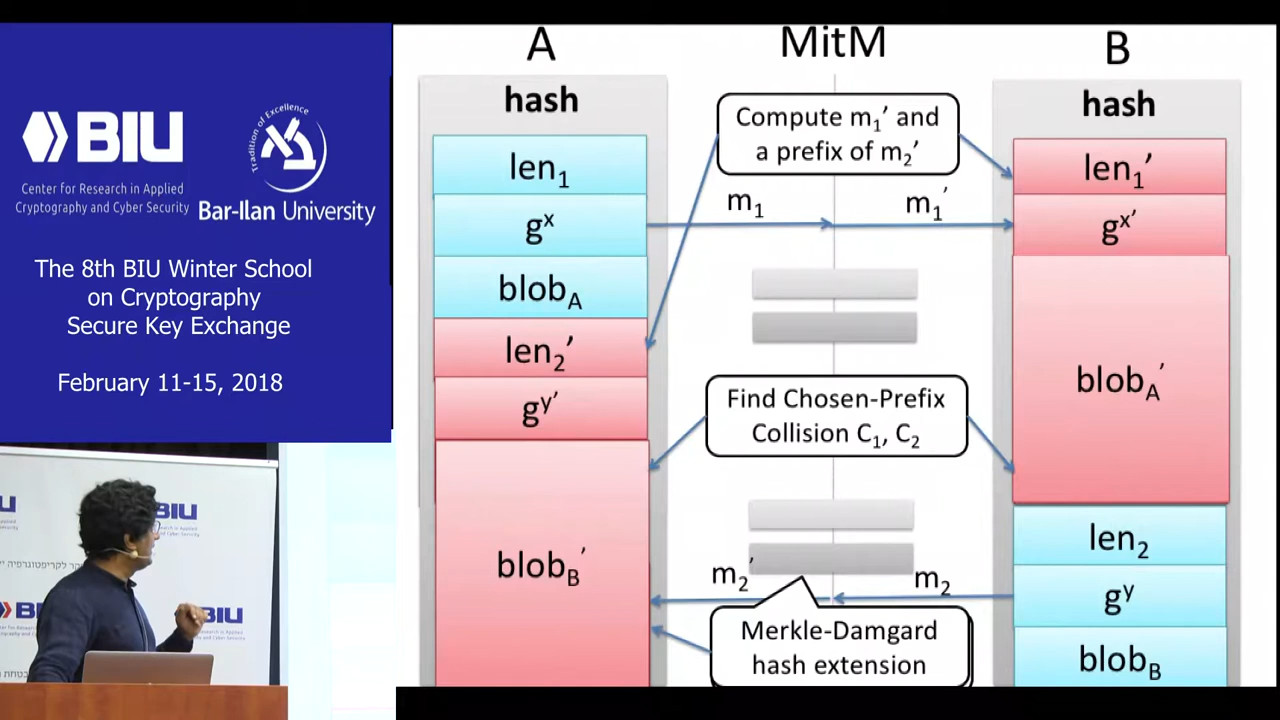 BIU
Center for Research in Applied
Cryptography and Cyber Security
Tradition of Excellence
Bar-Ilan University
The 8th BIU Winter School
on Cryptography
Secure Key Exchange
February 11-15, 2018
A
MitM
B
hash
len₁
gˣ
blob_A
len₂’
gʸ’
blob_B’
Compute m₁’ and
a prefix of m₂’
m₁
m₁’
Find Chosen-Prefix
Collision C₁, C₂
m₂’
m₂
Merkle-Damgard
hash extension
hash
len₁’
gˣ’
blob_A’
len₂
gʸ
blob_B
BIU
BIU